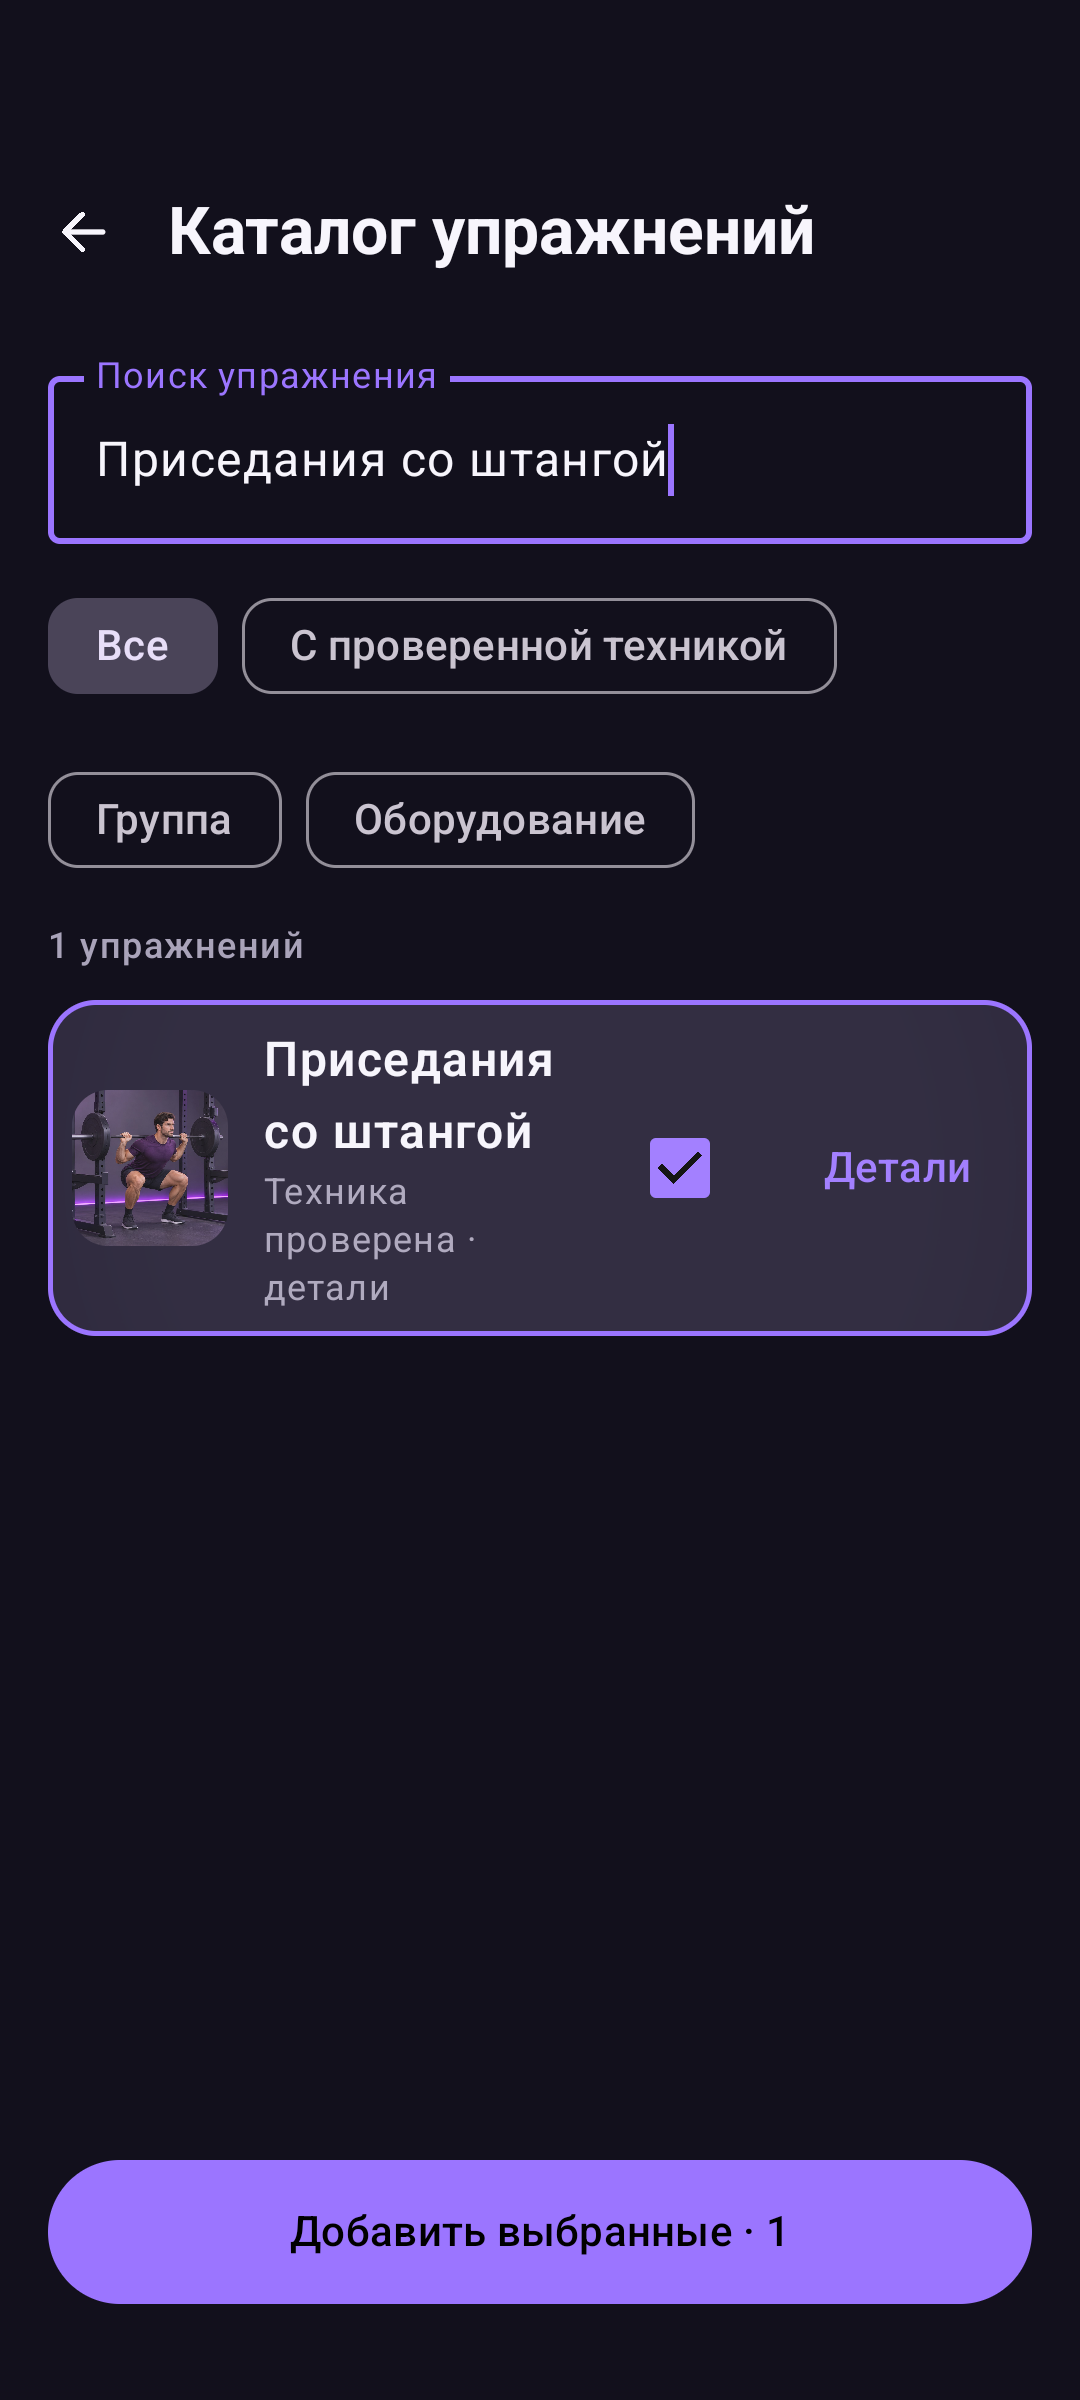 Каталог упражнений
Поиск упражнения
Приседания со штангой
Все
С проверенной техникой
Группа
Оборудование
1 упражнений
Приседания
со штангой
Техника
проверена ·
детали
Детали
Добавить выбранные · 1